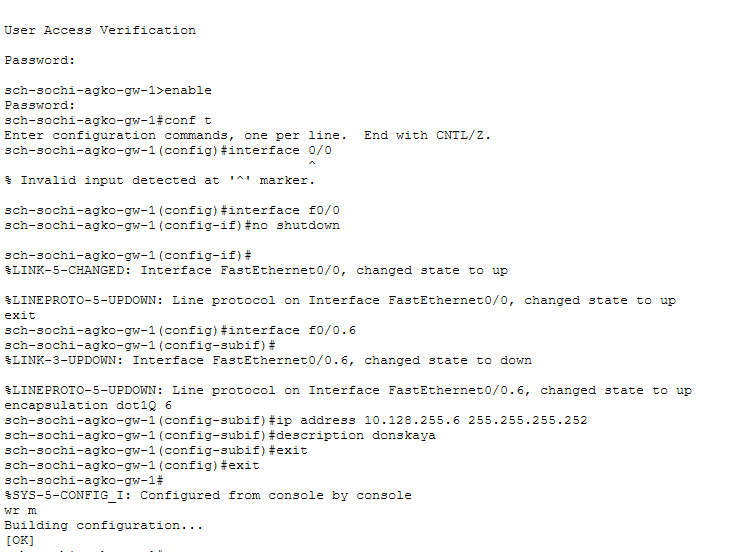 User Access Verification
Password:
sch-sochi-agko-gw-1>enable
Password:
sch-sochi-agko-gw-1#conf t
Enter configuration commands, one per line.  End with CNTL/Z.
sch-sochi-agko-gw-1(config)#interface 0/0
^
% Invalid input detected at '^' marker.
sch-sochi-agko-gw-1(config)#interface f0/0
sch-sochi-agko-gw-1(config-if)#no shutdown
sch-sochi-agko-gw-1(config-if)#
%LINK-5-CHANGED: Interface FastEthernet0/0, changed state to up
%LINEPROTO-5-UPDOWN: Line protocol on Interface FastEthernet0/0, changed state to up
exit
sch-sochi-agko-gw-1(config)#interface f0/0.6
sch-sochi-agko-gw-1(config-subif)#
%LINK-3-UPDOWN: Interface FastEthernet0/0.6, changed state to down
%LINEPROTO-5-UPDOWN: Line protocol on Interface FastEthernet0/0.6, changed state to up
encapsulation dot1Q 6
sch-sochi-agko-gw-1(config-subif)#ip address 10.128.255.6 255.255.255.252
sch-sochi-agko-gw-1(config-subif)#description donskaya
sch-sochi-agko-gw-1(config-subif)#exit
sch-sochi-agko-gw-1(config)#exit
sch-sochi-agko-gw-1#
%SYS-5-CONFIG_I: Configured from console by console
wr m
Building configuration...
[OK]